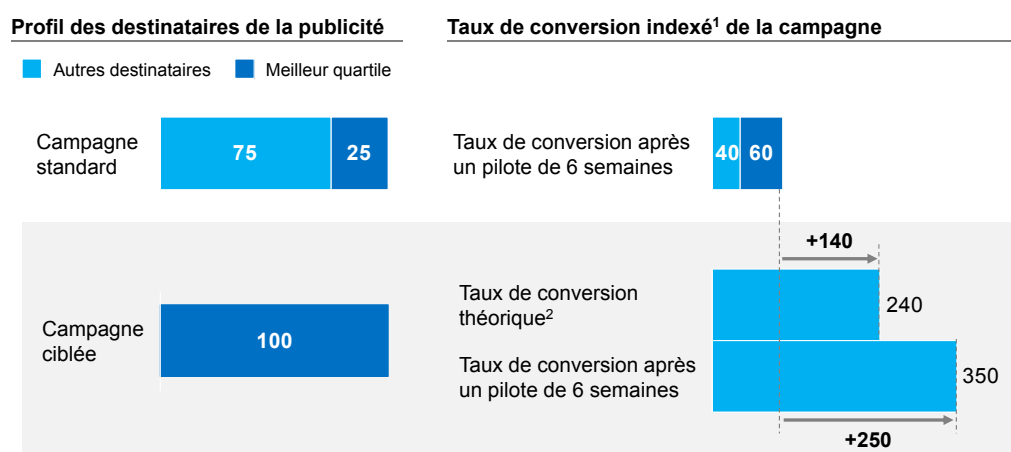 Profil des destinataires de la publicité
Taux de conversion indexé¹ de la campagne
Autres destinataires
Meilleur quartile
Campagne
standard
75
25
Taux de conversion après
un pilote de 6 semaines
40
60
+140
Campagne
ciblée
100
Taux de conversion
théorique²
240
Taux de conversion après
un pilote de 6 semaines
350
+250